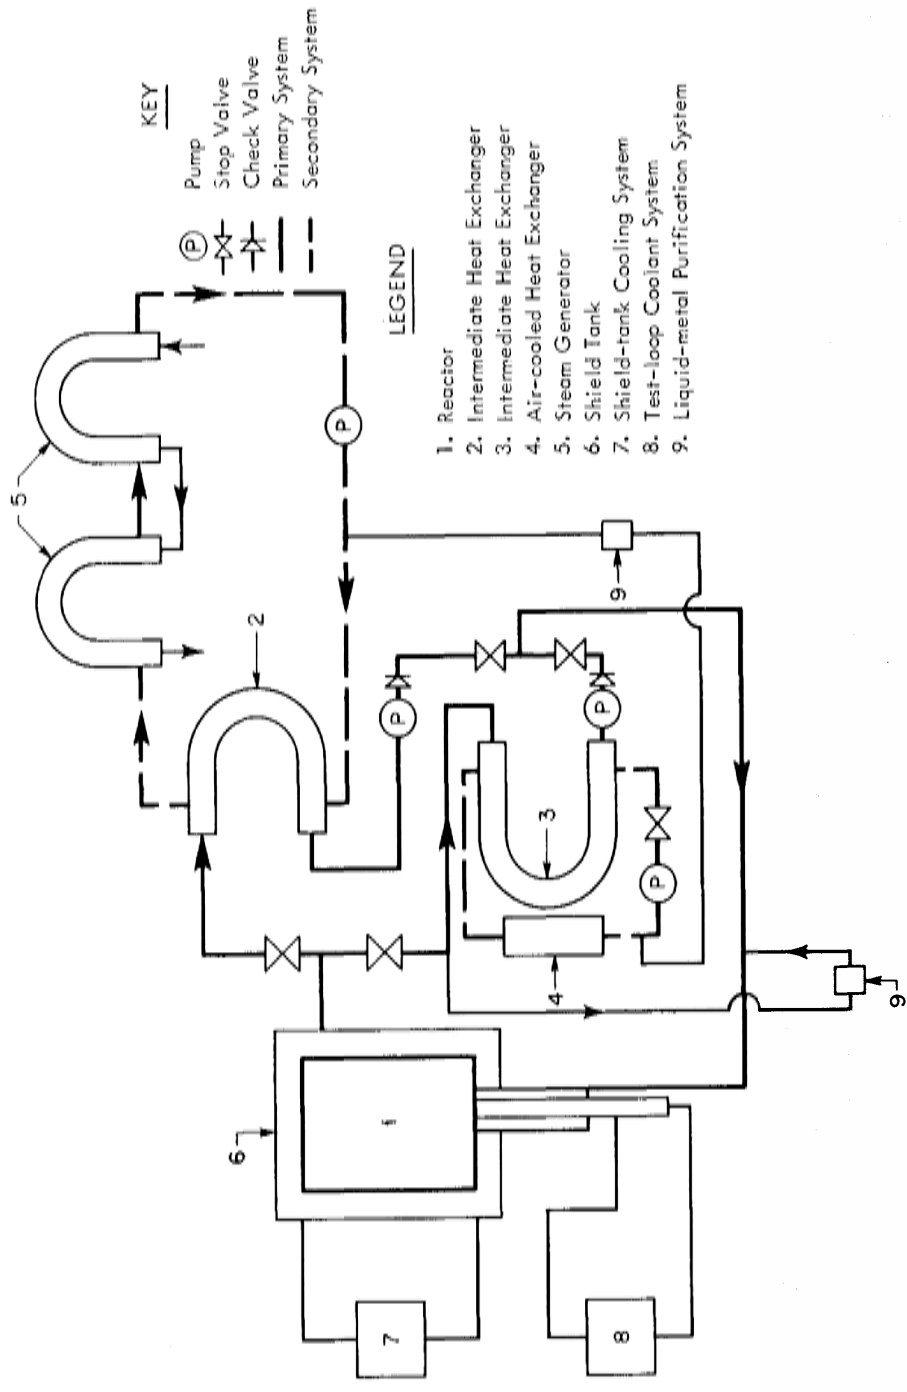 KEY
P Pump
Stop Valve
Check Valve
Primary System
Secondary System
LEGEND
1. Reactor
2. Intermediate Heat Exchanger
3. Intermediate Heat Exchanger
4. Air-cooled Heat Exchanger
5. Steam Generator
6. Shield Tank
7. Shield-tank Cooling System
8. Test-loop Coolant System
9. Liquid-metal Purification System
5
2
P
9
P
P
3
P
4
9
6
1
7
8